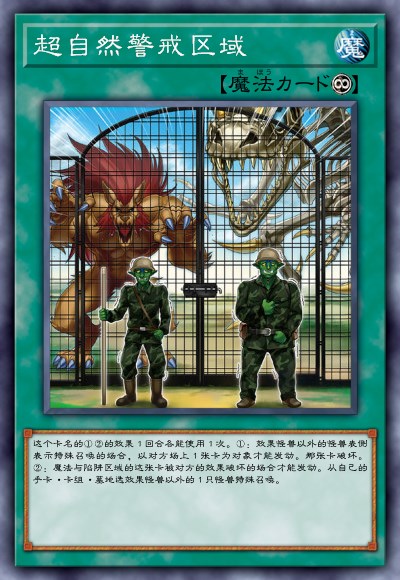 超自然警戒区域
魔
まほう
【魔法カード】
这个卡名的①②的效果1回合各能使用1次。①:效果怪兽以外的怪兽表侧
表示特殊召唤的场合,以对方场上1张卡为对象才能发动。那张卡破坏。
②:魔法与陷阱区域的这张卡被对方的效果破坏的场合才能发动。从自己的
手卡·卡组·墓地选效果怪兽以外的1只怪兽特殊召唤。